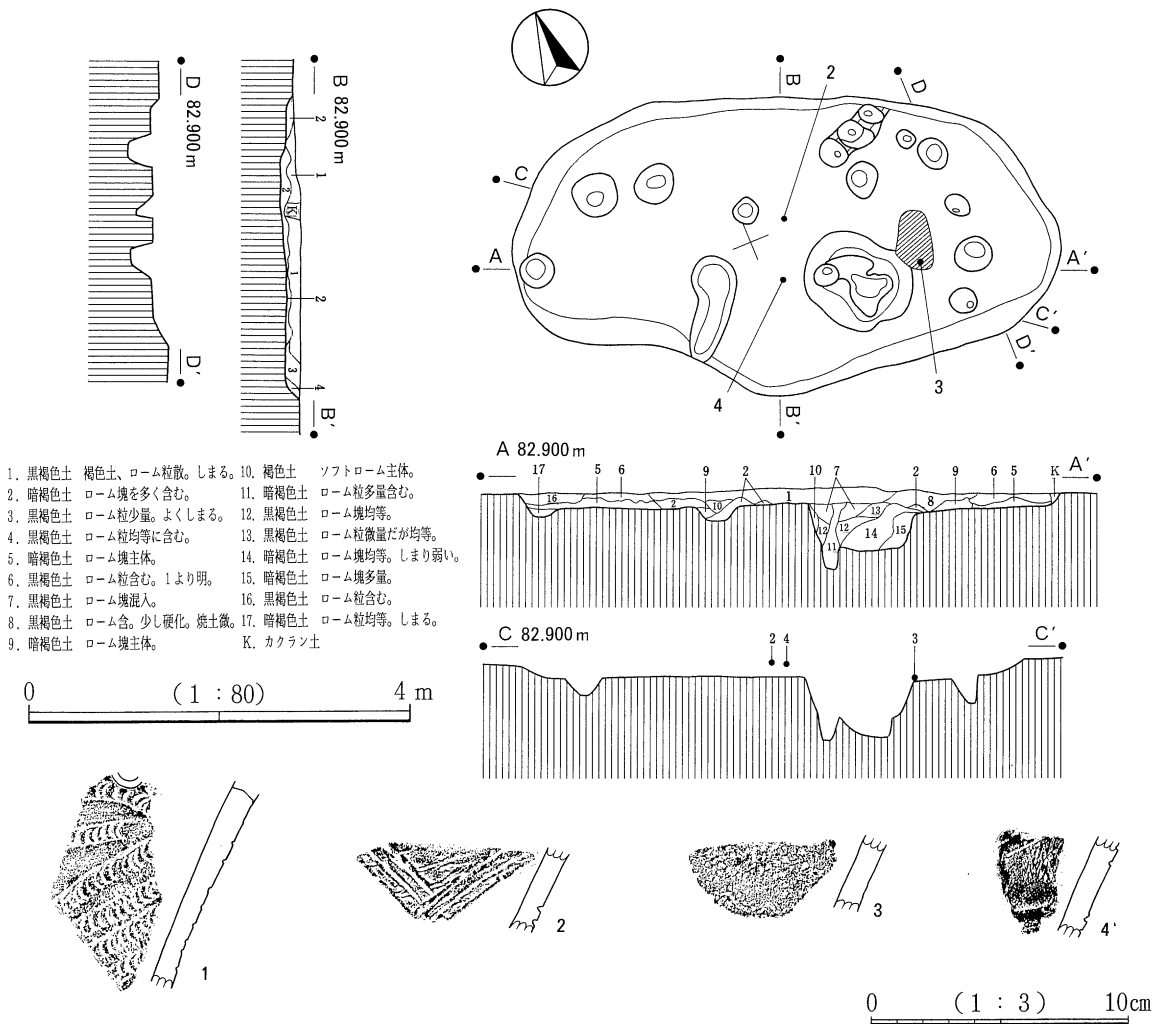 D 82.900m
D'
B 82.900m
2
1
2
K
1
2
3
4
B'
B
2
D
C
A
A'
C'
D'
3
4
B'
1. 黒褐色土 褐色土、ローム粒散。しまる。
2. 暗褐色土 ローム塊を多く含む。
3. 黒褐色土 ローム粒少量。よくしまる。
4. 黒褐色土 ローム粒均等に含む。
5. 暗褐色土 ローム塊主体。
6. 黒褐色土 ローム粒含む。1より明。
7. 黒褐色土 ローム塊混入。
8. 黒褐色土 ローム含。少し硬化。焼土微。
9. 暗褐色土 ローム塊主体。
10. 褐色土 ソフトローム主体。
11. 暗褐色土 ローム粒多量含む。
12. 黒褐色土 ローム塊均等。
13. 黒褐色土 ローム粒微量だが均等。
14. 暗褐色土 ローム塊均等。しまり弱い。
15. 暗褐色土 ローム塊多量。
16. 黒褐色土 ローム粒含む。
17. 暗褐色土 ローム粒均等。しまる。
K. カクラン土
A 82.900m
A'
17 5 6 9 2 10 7 2 9 6 5 K
16 2 10 1 12 11 12 13 14 15 8
C 82.900m
C'
2 4 3
0 (1:80) 4m
1
2
3
4
0 (1:3) 10cm